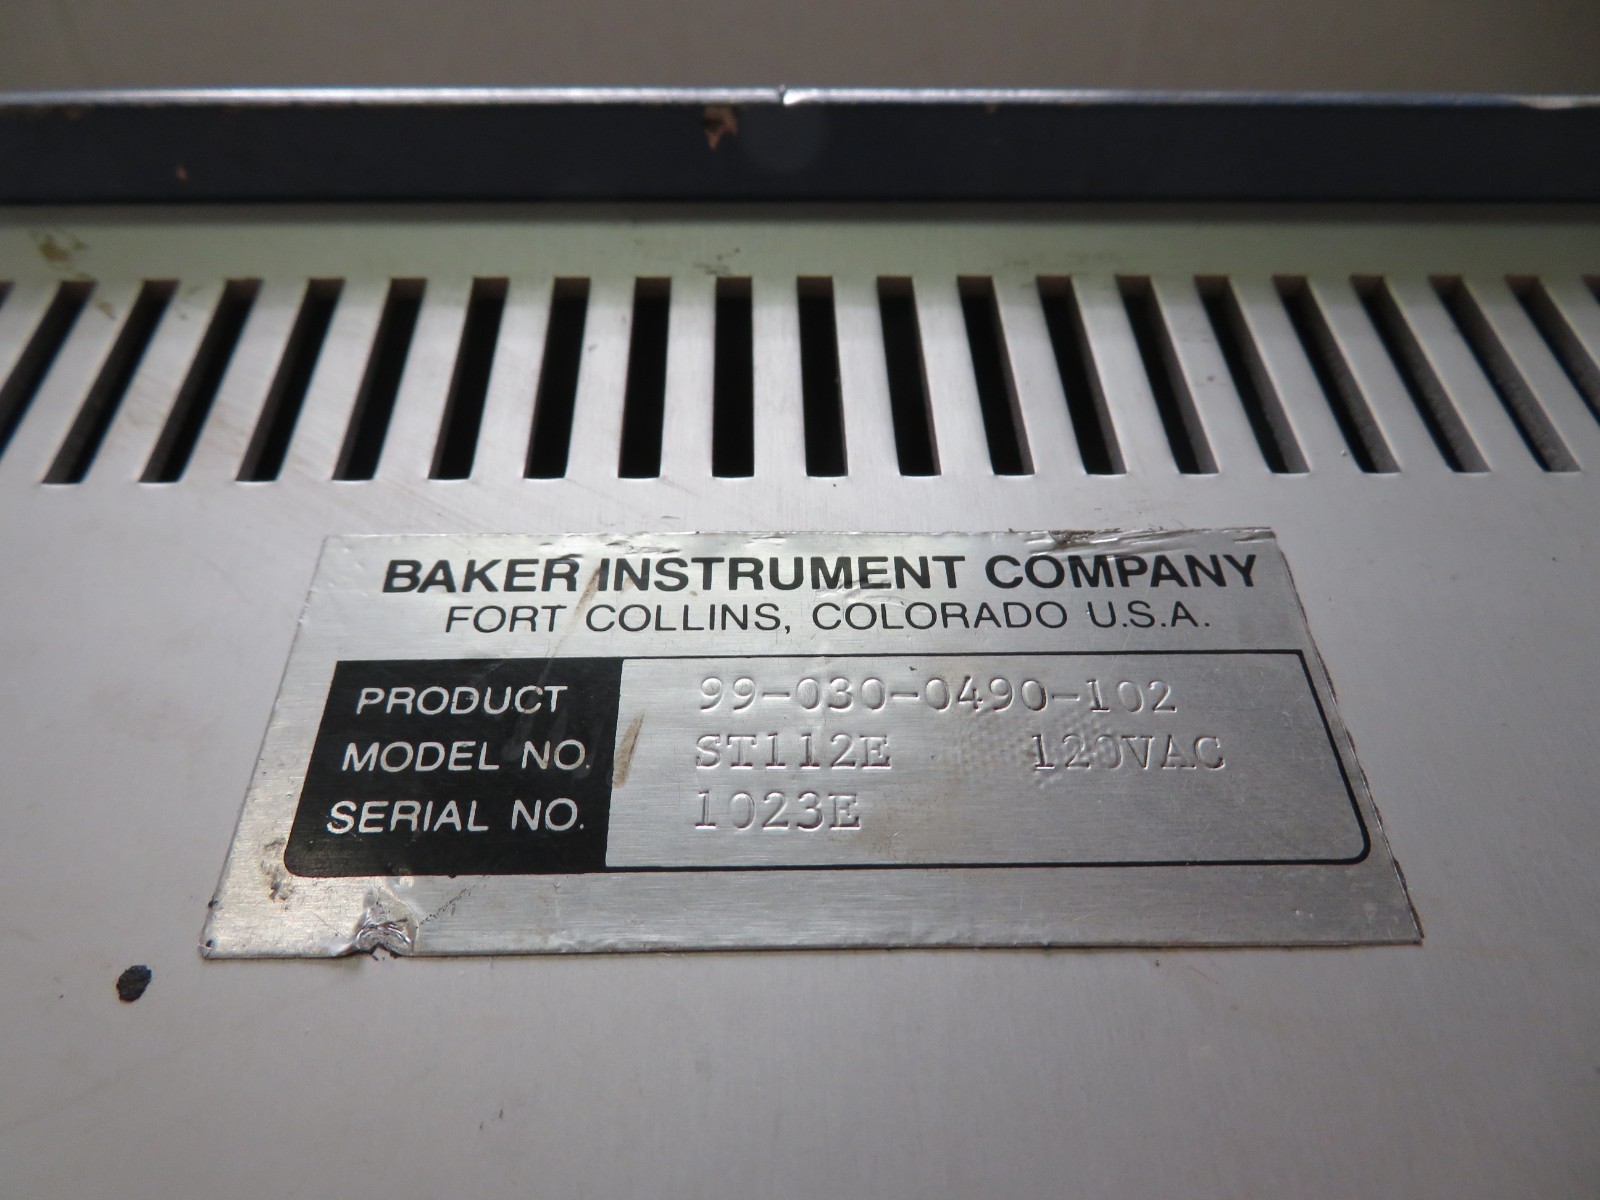 BAKER INSTRUMENT COMPANY
FORT COLLINS, COLORADO U.S.A.
PRODUCT 99-030-0490-102
MODEL NO. ST112E 120VAC
SERIAL NO. 1023E